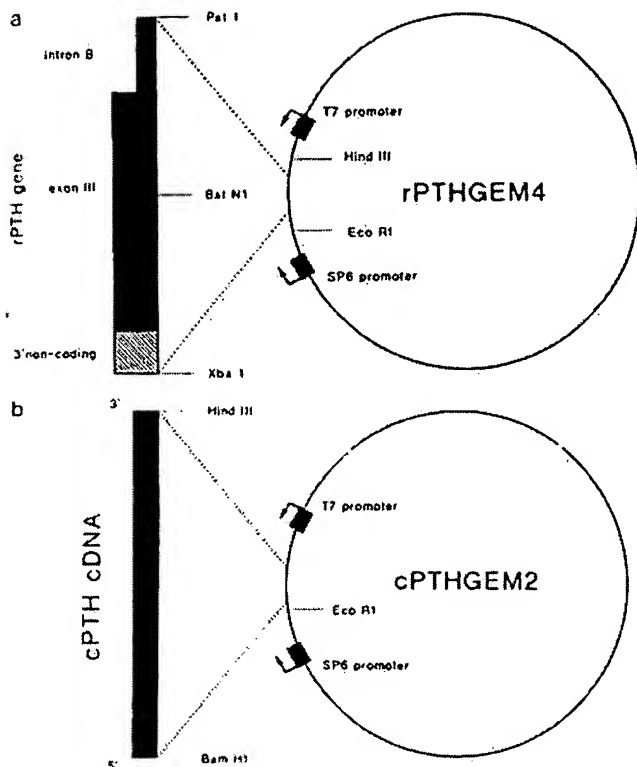 a
Pst I
intron B
T7 promoter
Hind III
rPTH gene
exon III
Bst N1
rPTHGEM4
Eco R1
SP6 promoter
3'non-coding
Xba I
b
3'
Hind III
T7 promoter
cPTH cDNA
cPTHGEM2
Eco R1
SP6 promoter
5'
Bam H1